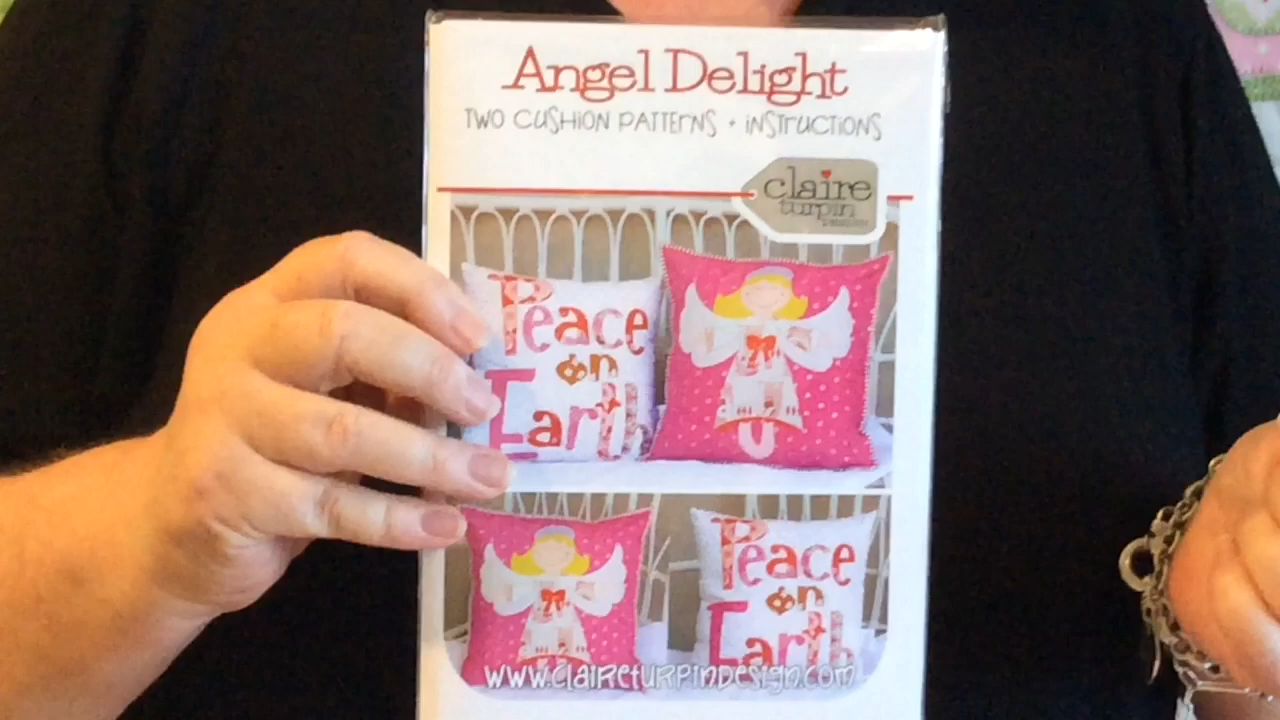 Angel Delight
TWO CUSHION PATTERNS + INSTRUCTIONS
claire
turpin
Peace
on
Earth
Peace
on
Earth
www.claireturpindesign.com